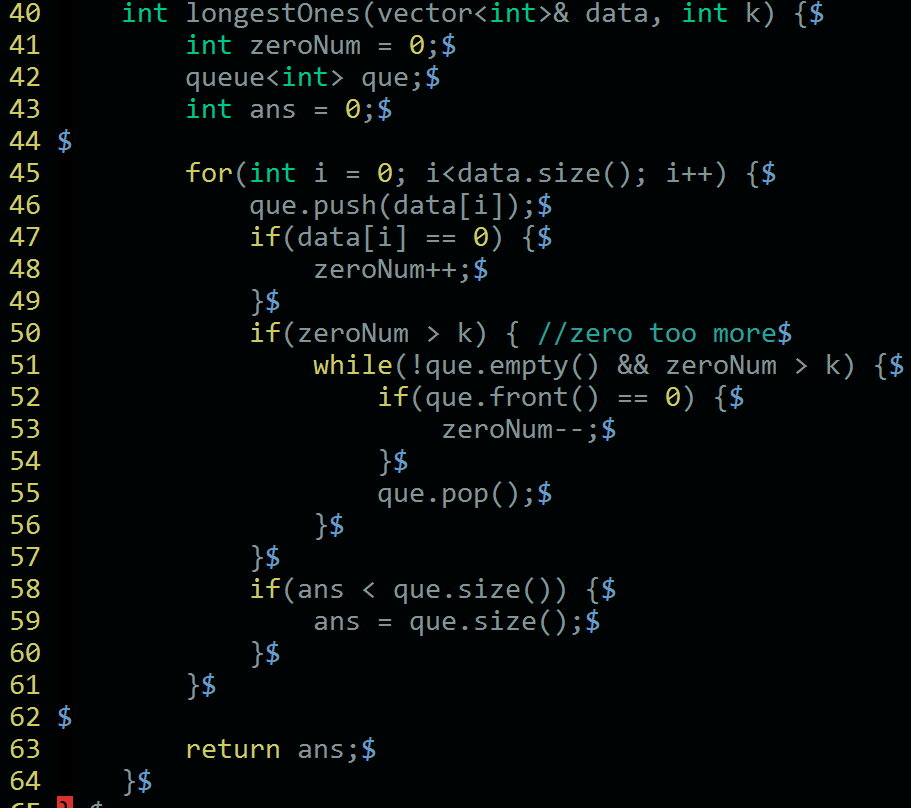 40     int longestOnes(vector<int>& data, int k) {$
41         int zeroNum = 0;$
42         queue<int> que;$
43         int ans = 0;$
44 $
45         for(int i = 0; i<data.size(); i++) {$
46             que.push(data[i]);$
47             if(data[i] == 0) {$
48                 zeroNum++;$
49             }$
50             if(zeroNum > k) { //zero too more$
51                 while(!que.empty() && zeroNum > k) {$
52                     if(que.front() == 0) {$
53                         zeroNum--;$
54                     }$
55                     que.pop();$
56                 }$
57             }$
58             if(ans < que.size()) {$
59                 ans = que.size();$
60             }$
61         }$
62 $
63         return ans;$
64     }$